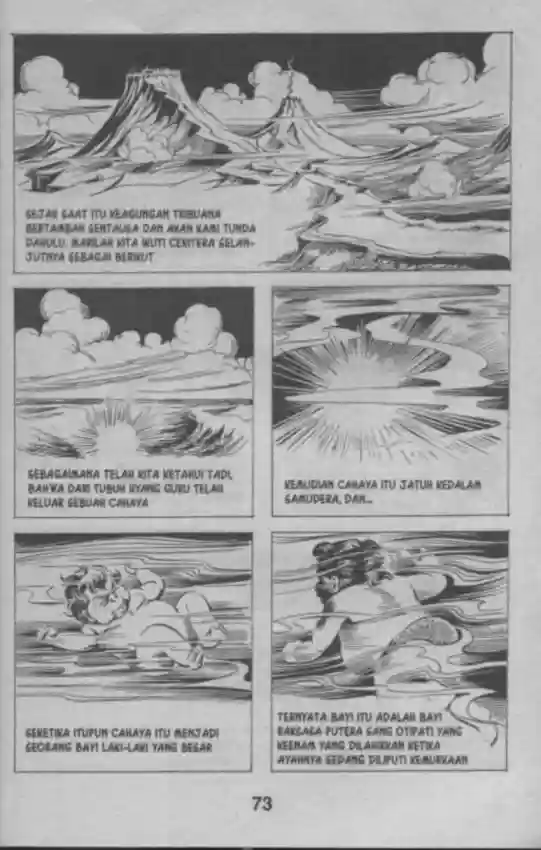 SEJAK SAAT ITU KEAGUNGAN TRIBUANA
BERTAMBAH SENTAUSA DAN AKAN KAMI TUNDA
DAHULU. MARILAH KITA IKUTI CERITERA SELAN-
JUTNYA SEBAGAI BERIKUT
SEBAGAIMANA TELAH KITA KETAHUI TADI,
BAHWA DARI TUBUH HYANG GURU TELAH
KELUAR SEBUAH CAHAYA
KEMUDIAN CAHAYA ITU JATUH KEDALAM
SAMUDERA, DAN...
SEKETIKA ITUPUN CAHAYA ITU MENJADI
SEORANG BAYI LAKI-LAKI YANG BESAR
TERNYATA BAYI ITU ADALAH BAYI
RAKSASA PUTERA SANG OTIPATI YANG
KEENAM YANG DILAHIRKAN KETIKA
AYAHNYA SEDANG DILIPUTI KEMURKAAN
73